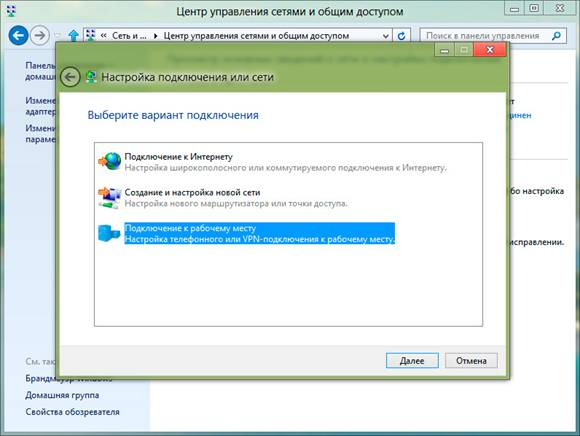 Центр управления сетями и общим доступом
Сеть и ...
Центр управления сетями и общим доступом
Поиск в панели управления
Панель
домашн
Измене
адаптер
Измени
парамет
динен
бо настройка
исправлении.
Настройка подключения или сети
Выберите вариант подключения
Подключение к Интернету
Настройка широкополосного или коммутируемого подключения к Интернету.
Создание и настройка новой сети
Настройка нового маршрутизатора или точки доступа.
Подключение к рабочему месту
Настройка телефонного или VPN-подключения к рабочему месту.
Далее
Отмена
См. так
Брандмауэр Windows
Домашняя группа
Свойства обозревателя